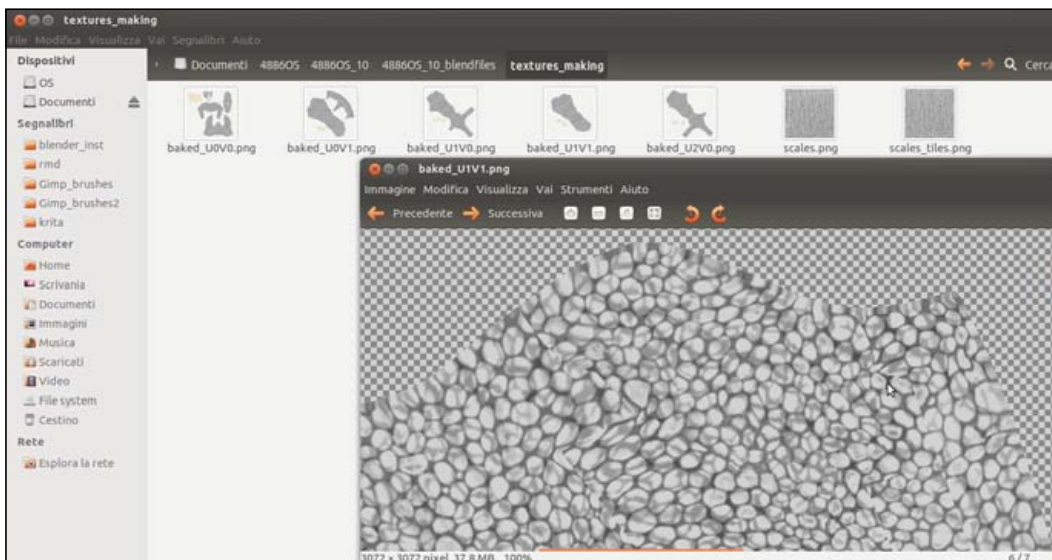 textures_making
File Modifica Visualizza Vai Segnalibri Aiuto
Dispositivi
OS
Documenti
Segnalibri
blender_inst
rmd
Gimp_brushes
Gimp_brushes2
krita
Computer
Home
Scrivania
Documenti
Immagini
Musica
Scaricati
Video
File system
Cestino
Rete
Esplora la rete
Documenti 4886OS 4886OS_10 4886OS_10_blendfiles textures_making
Cerca
baked_U0V0.png baked_U0V1.png baked_U1V0.png baked_U1V1.png baked_U2V0.png scales.png scales_tiles.png
baked_U1V1.png
Immagine Modifica Visualizza Vai Strumenti Aiuto
Precedente Successiva
3072 × 3072 pixel 37,8 MB 100% 6 / 7